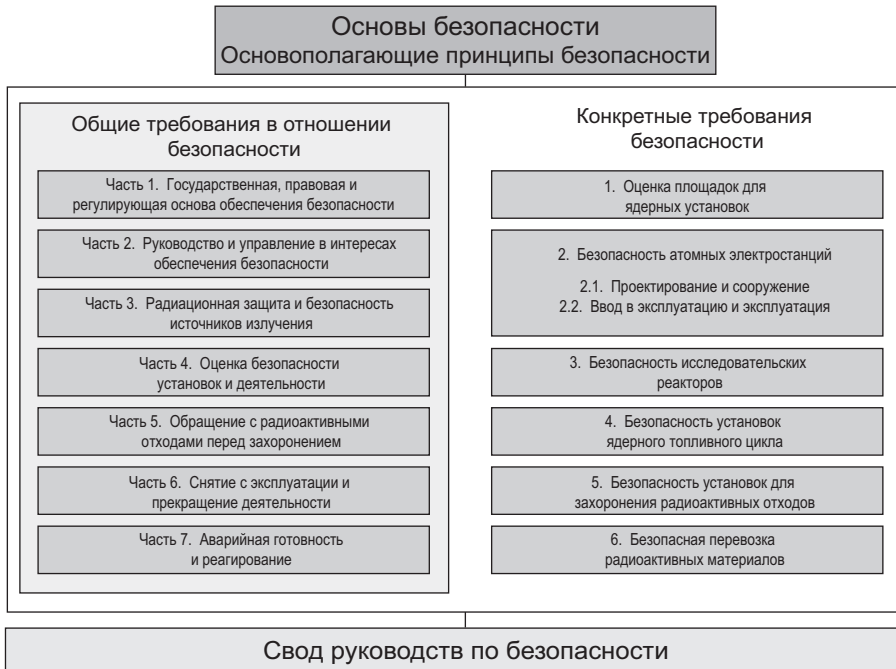 Основы безопасности
Основополагающие принципы безопасности
Общие требования в отношении
безопасности
Часть 1. Государственная, правовая и
регулирующая основа обеспечения безопасности
Часть 2. Руководство и управление в интересах
обеспечения безопасности
Часть 3. Радиационная защита и безопасность
источников излучения
Часть 4. Оценка безопасности
установок и деятельности
Часть 5. Обращение с радиоактивными
отходами перед захоронением
Часть 6. Снятие с эксплуатации и
прекращение деятельности
Часть 7. Аварийная готовность
и реагирование
Конкретные требования
безопасности
1. Оценка площадок для
ядерных установок
2. Безопасность атомных электростанций
2.1. Проектирование и сооружение
2.2. Ввод в эксплуатацию и эксплуатация
3. Безопасность исследовательских
реакторов
4. Безопасность установок
ядерного топливного цикла
5. Безопасность установок для
захоронения радиоактивных отходов
6. Безопасная перевозка
радиоактивных материалов
Свод руководств по безопасности